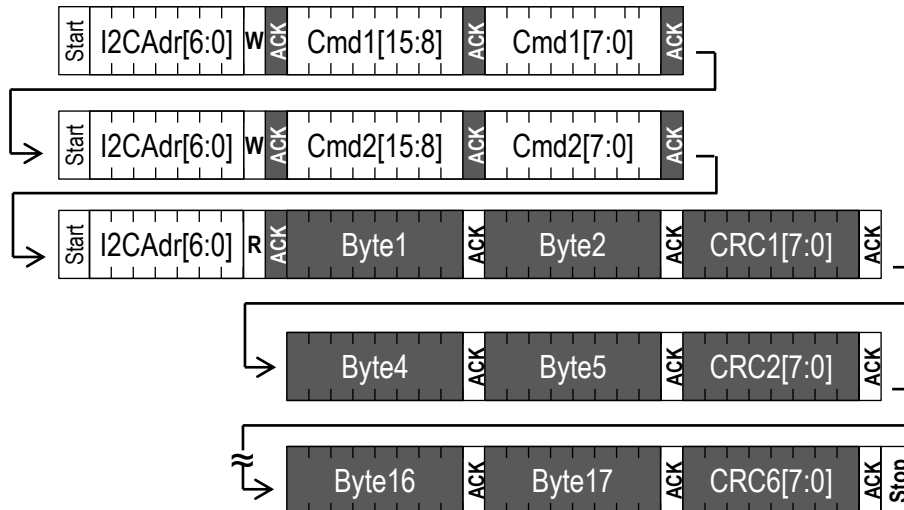 Start I2CAdr[6:0] W ACK Cmd1[15:8] ACK Cmd1[7:0] ACK
Start I2CAdr[6:0] W ACK Cmd2[15:8] ACK Cmd2[7:0] ACK
Start I2CAdr[6:0] R ACK Byte1 ACK Byte2 ACK CRC1[7:0] ACK
Byte4 ACK Byte5 ACK CRC2[7:0] ACK
Byte16 ACK Byte17 ACK CRC6[7:0] ACK Stop